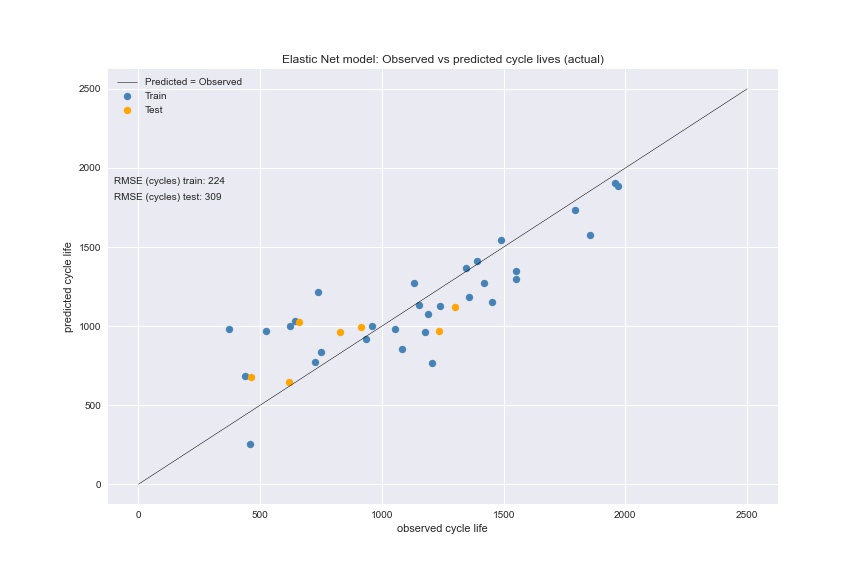 Elastic Net model: Observed vs predicted cycle lives (actual)
Predicted = Observed
Train
Test
RMSE (cycles) train: 224
RMSE (cycles) test: 309
2500
2000
1500
1000
500
0
predicted cycle life
0 500 1000 1500 2000 2500
observed cycle life